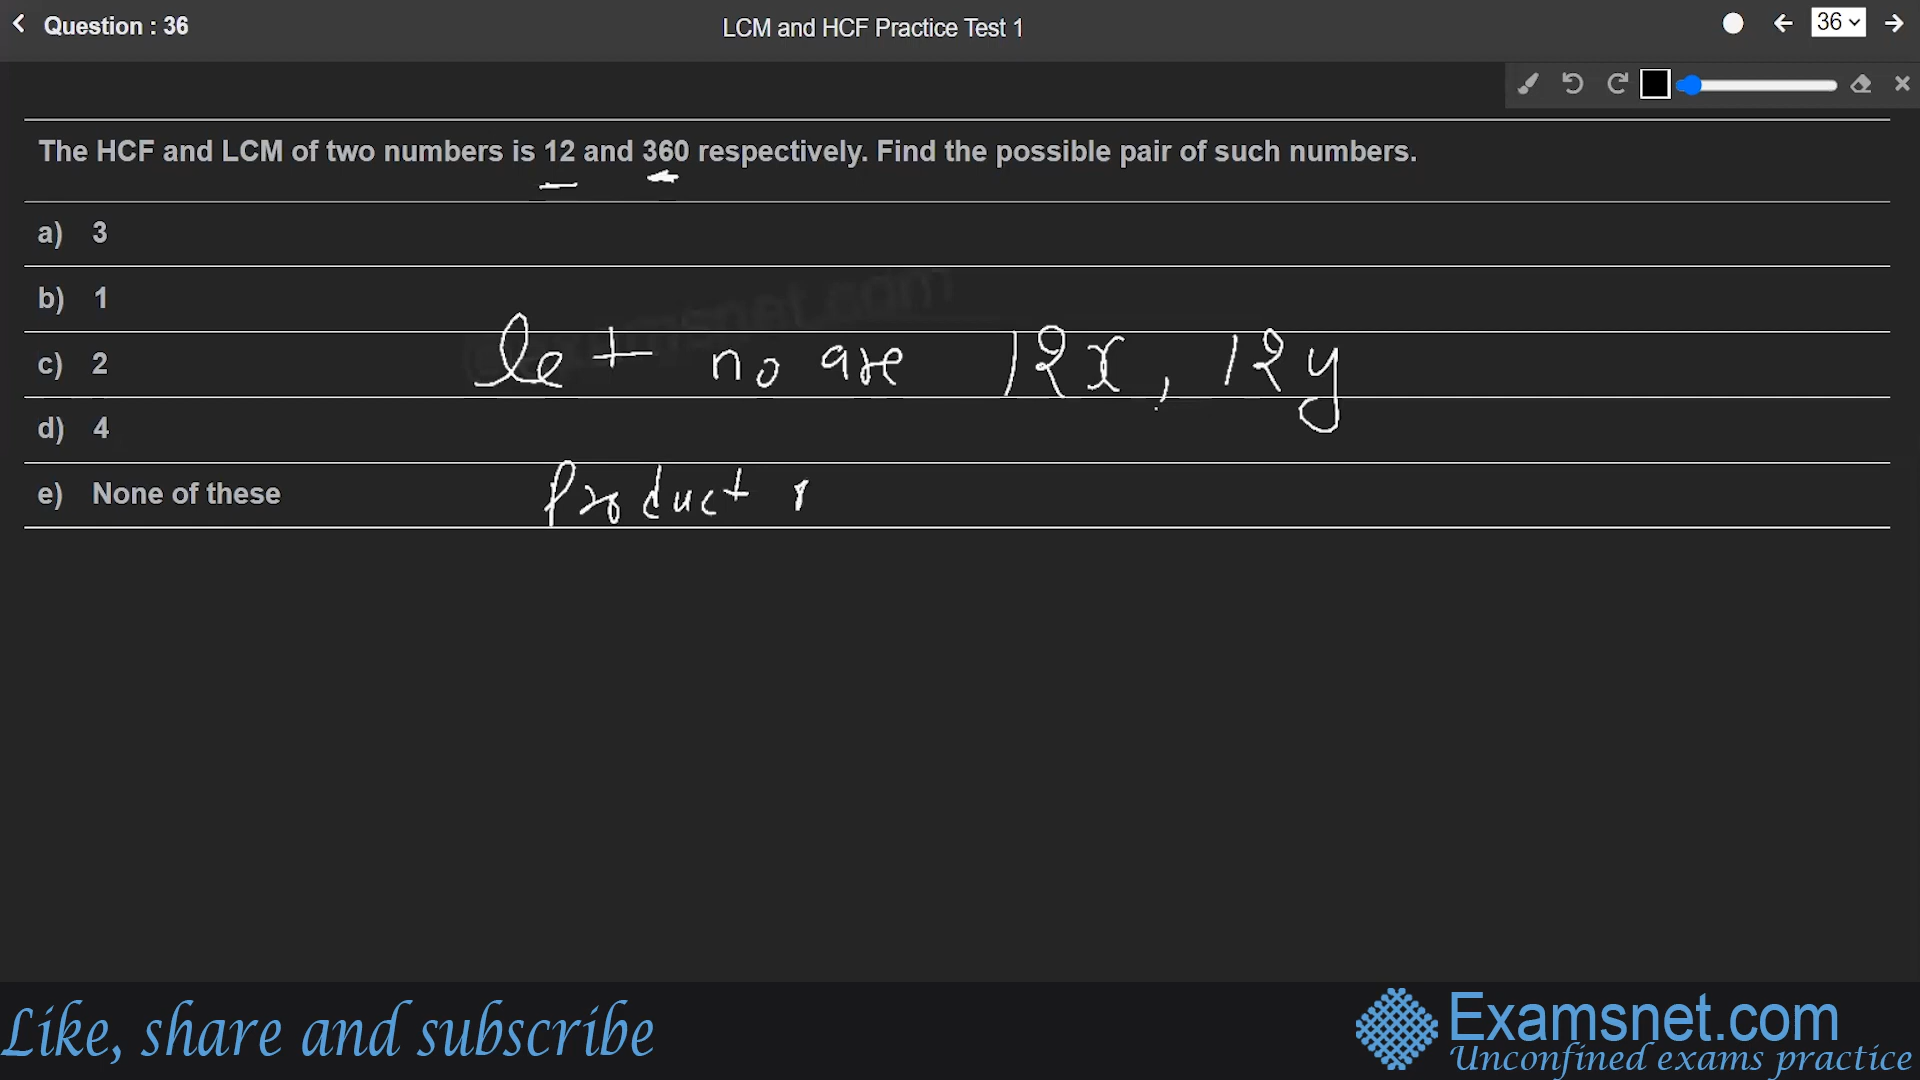 Question : 36
LCM and HCF Practice Test 1
36
The HCF and LCM of two numbers is 12 and 360 respectively. Find the possible pair of such numbers.
a) 3
b) 1
c) 2
d) 4
e) None of these
let no are 12x, 12y
Product
Like, share and subscribe
Examsnet.com
Unconfined exams practice